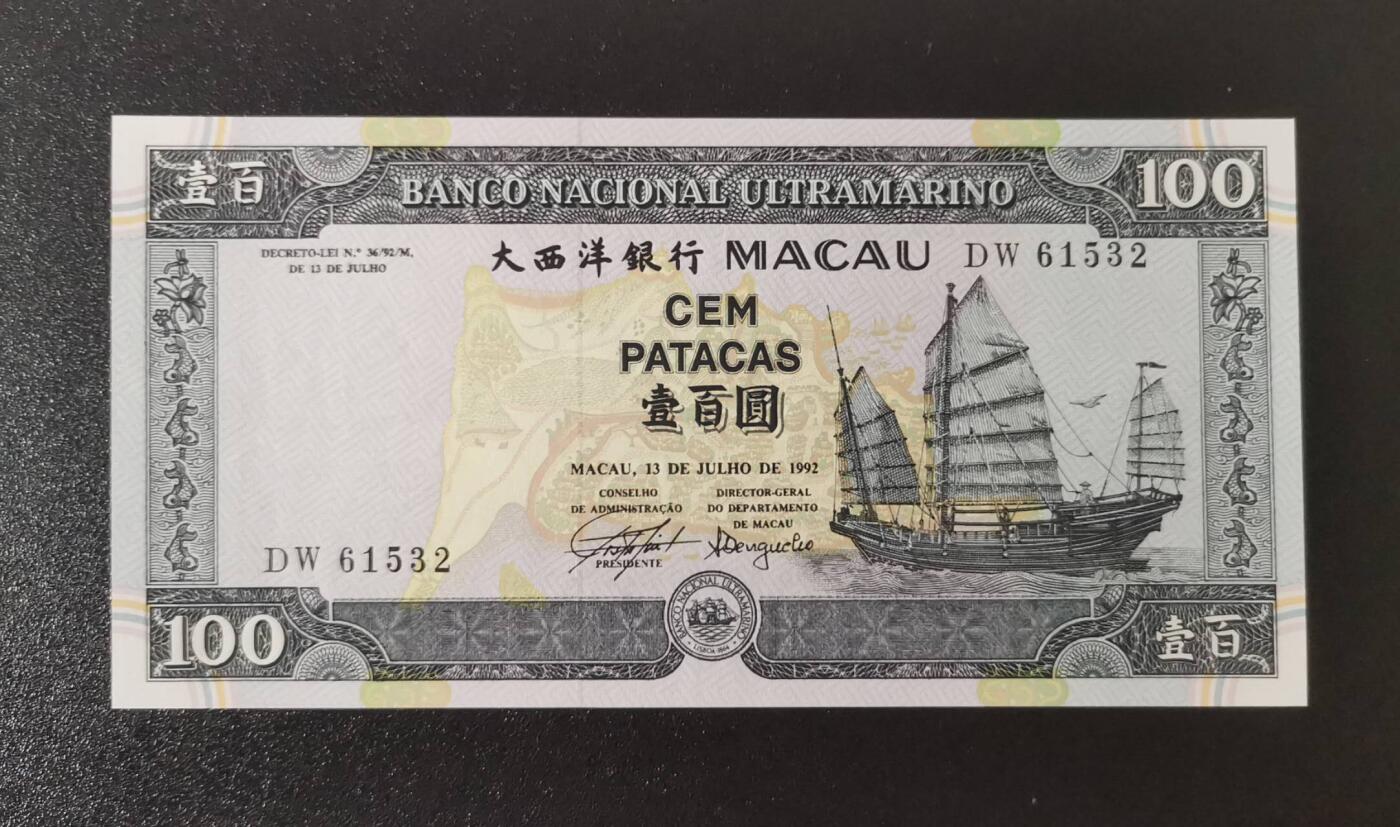 壹百
BANCO NACIONAL ULTRAMARINO
100
DECRETO-LEI N.º 36/92/M,
DE 13 DE JULHO
大西洋銀行 MACAU DW 61532
CEM
PATACAS
壹百圓
MACAU, 13 DE JULHO DE 1992
CONSELHO
DE ADMINISTRAÇÃO
DIRECTOR-GERAL
DO DEPARTAMENTO
DE MACAU
PRESIDENTE
DW 61532
100
BANCO NACIONAL ULTRAMARINO
LISBOA 1864
壹百